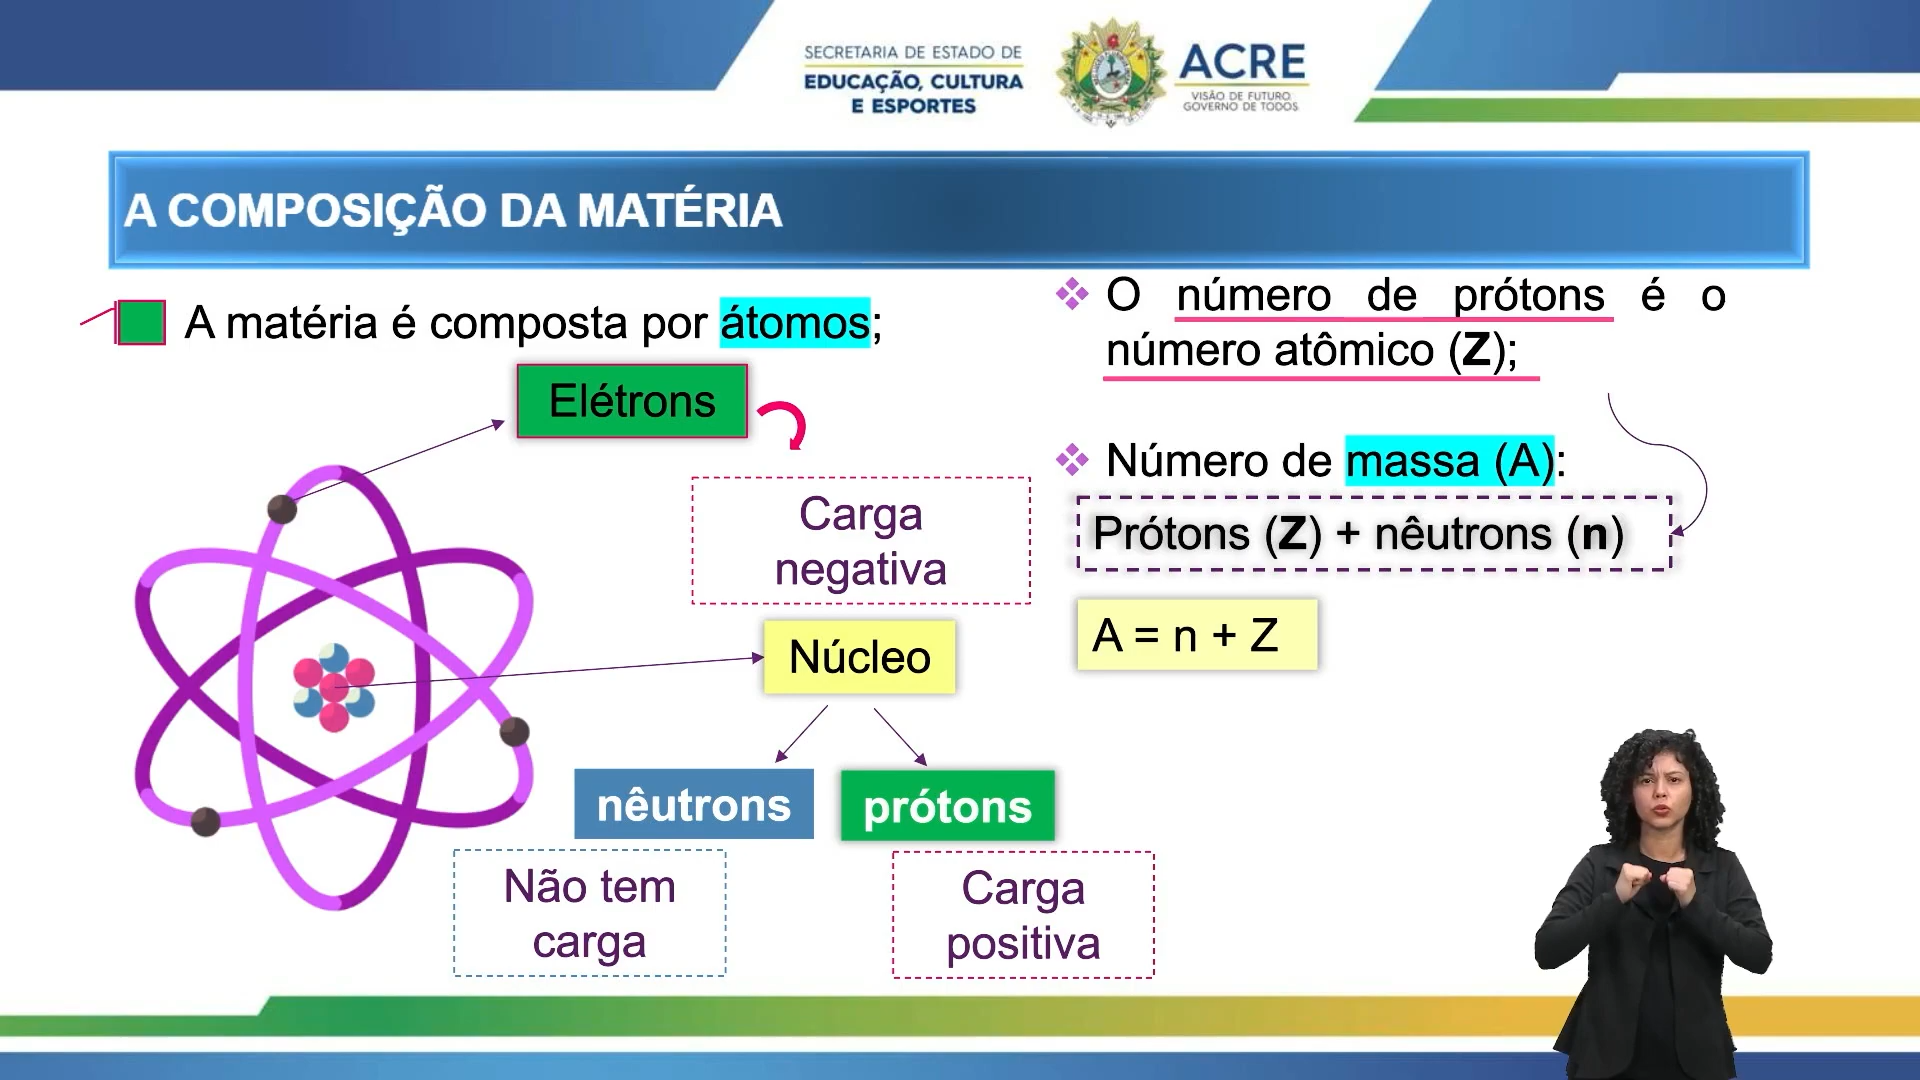 SECRETARIA DE ESTADO DE
EDUCAÇÃO, CULTURA
E ESPORTES
ACRE
VISÃO DE FUTURO.
GOVERNO DE TODOS.
A COMPOSIÇÃO DA MATÉRIA
A matéria é composta por átomos;
Elétrons
Carga
negativa
Núcleo
nêutrons
prótons
Não tem
carga
Carga
positiva
O número de prótons é o
número atômico (Z);
Número de massa (A):
Prótons (Z) + nêutrons (n)
A = n + Z